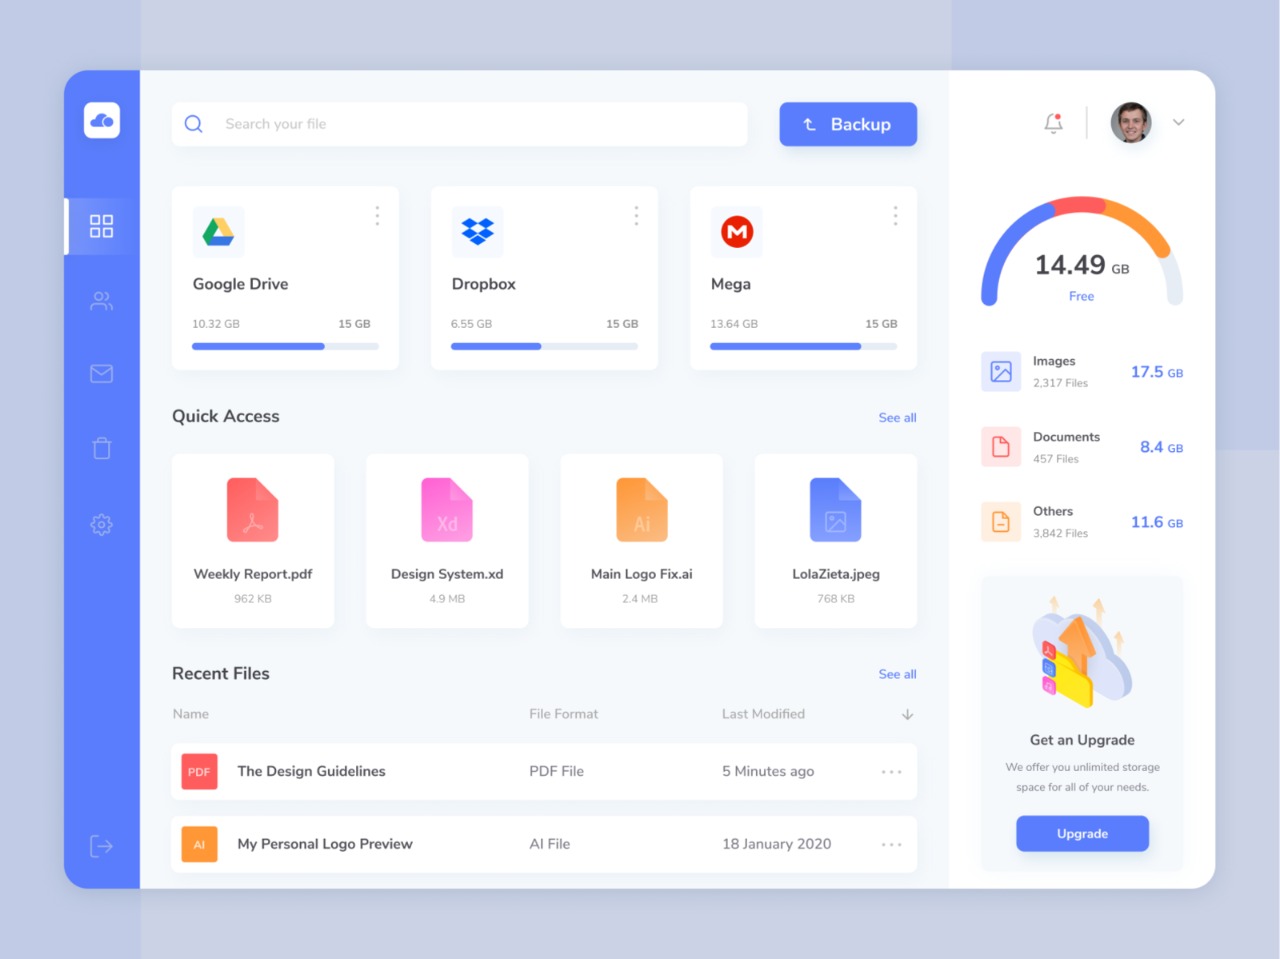 Search your file
Backup
Google Drive
10.32 GB 15 GB
Dropbox
6.55 GB 15 GB
Mega
13.64 GB 15 GB
Quick Access
See all
Weekly Report.pdf
962 KB
Xd
Design System.xd
4.9 MB
Ai
Main Logo Fix.ai
2.4 MB
LolaZieta.jpeg
768 KB
Recent Files
See all
Name File Format Last Modified
PDF The Design Guidelines PDF File 5 Minutes ago
AI My Personal Logo Preview AI File 18 January 2020
14.49 GB
Free
Images
2,317 Files
17.5 GB
Documents
457 Files
8.4 GB
Others
3,842 Files
11.6 GB
Get an Upgrade
We offer you unlimited storage
space for all of your needs.
Upgrade